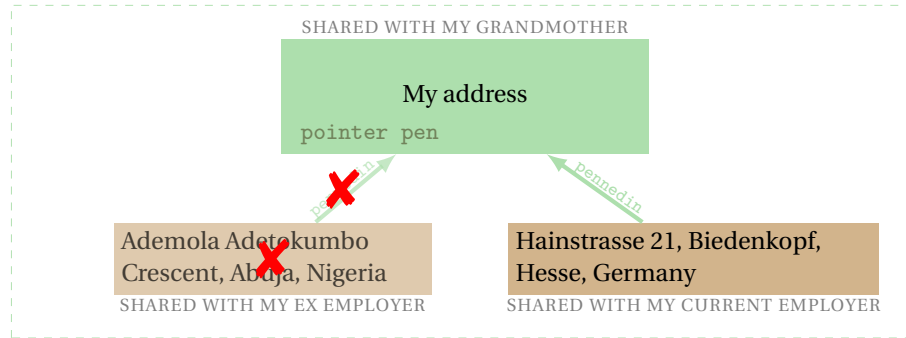 SHARED WITH MY GRANDMOTHER
My address
pointer pen
pennedin
pennedin
Ademola Adetokumbo
Crescent, Abuja, Nigeria
SHARED WITH MY EX EMPLOYER
Hainstrasse 21, Biedenkopf,
Hesse, Germany
SHARED WITH MY CURRENT EMPLOYER